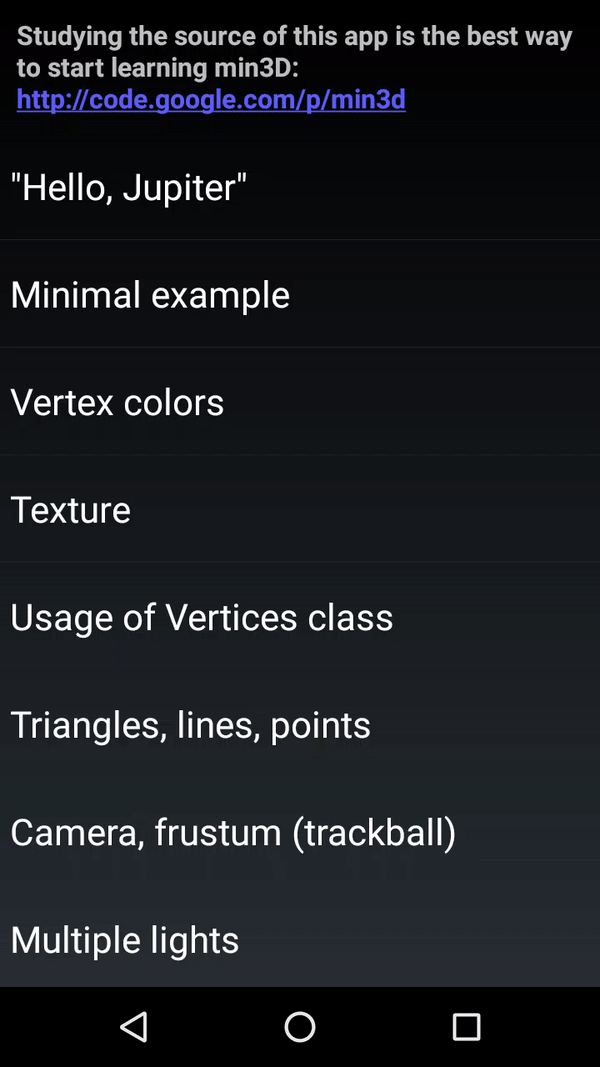 Studying the source of this app is the best way
to start learning min3D:
http://code.google.com/p/min3d
"Hello, Jupiter"
Minimal example
Vertex colors
Texture
Usage of Vertices class
Triangles, lines, points
Camera, frustum (trackball)
Multiple lights